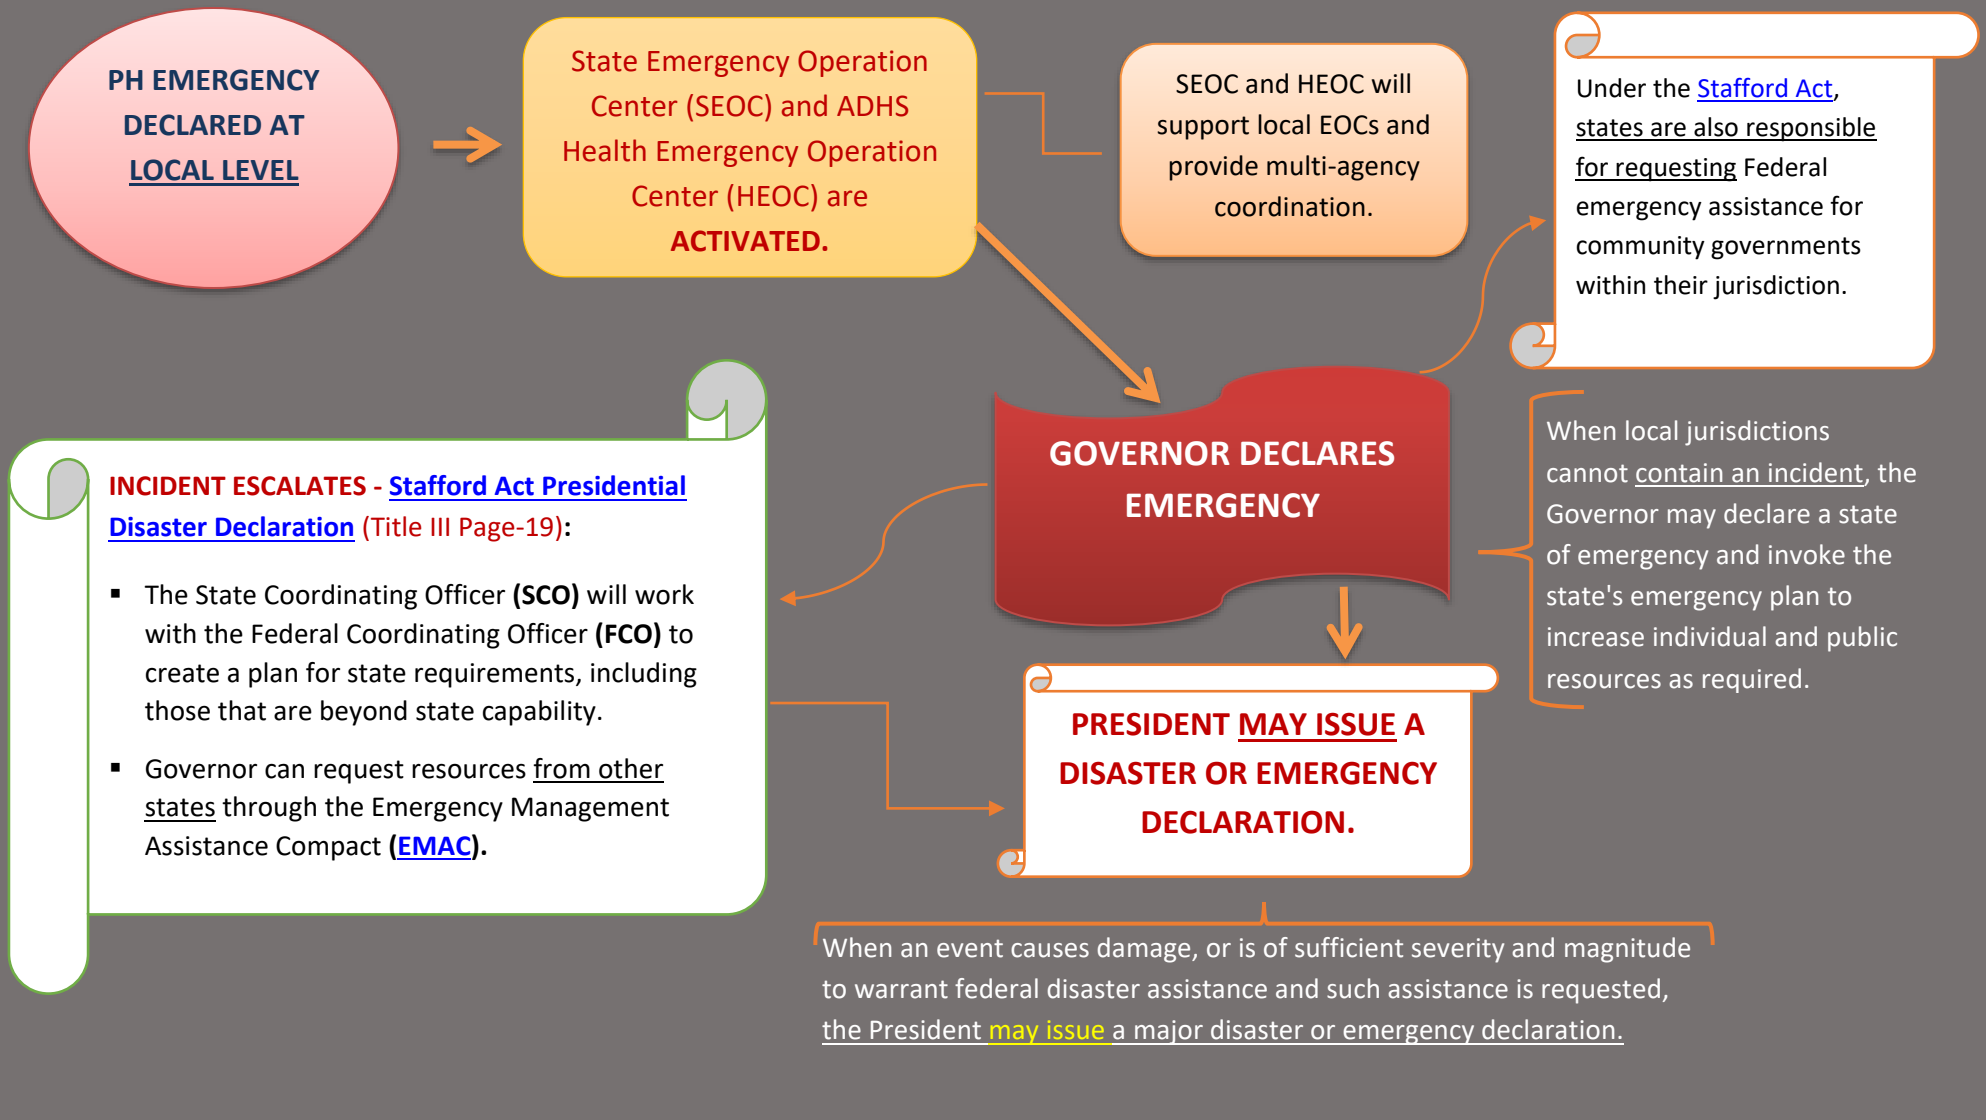 PH EMERGENCY
DECLARED AT
LOCAL LEVEL
State Emergency Operation
Center (SEOC) and ADHS
Health Emergency Operation
Center (HEOC) are
ACTIVATED.
SEOC and HEOC will
support local EOCs and
provide multi-agency
coordination.
Under the Stafford Act,
states are also responsible
for requesting Federal
emergency assistance for
community governments
within their jurisdiction.
GOVERNOR DECLARES
EMERGENCY
When local jurisdictions
cannot contain an incident, the
Governor may declare a state
of emergency and invoke the
state's emergency plan to
increase individual and public
resources as required.
INCIDENT ESCALATES - Stafford Act Presidential
Disaster Declaration (Title III Page-19):
▪ The State Coordinating Officer (SCO) will work
with the Federal Coordinating Officer (FCO) to
create a plan for state requirements, including
those that are beyond state capability.
▪ Governor can request resources from other
states through the Emergency Management
Assistance Compact (EMAC).
PRESIDENT MAY ISSUE A
DISASTER OR EMERGENCY
DECLARATION.
When an event causes damage, or is of sufficient severity and magnitude
to warrant federal disaster assistance and such assistance is requested,
the President may issue a major disaster or emergency declaration.